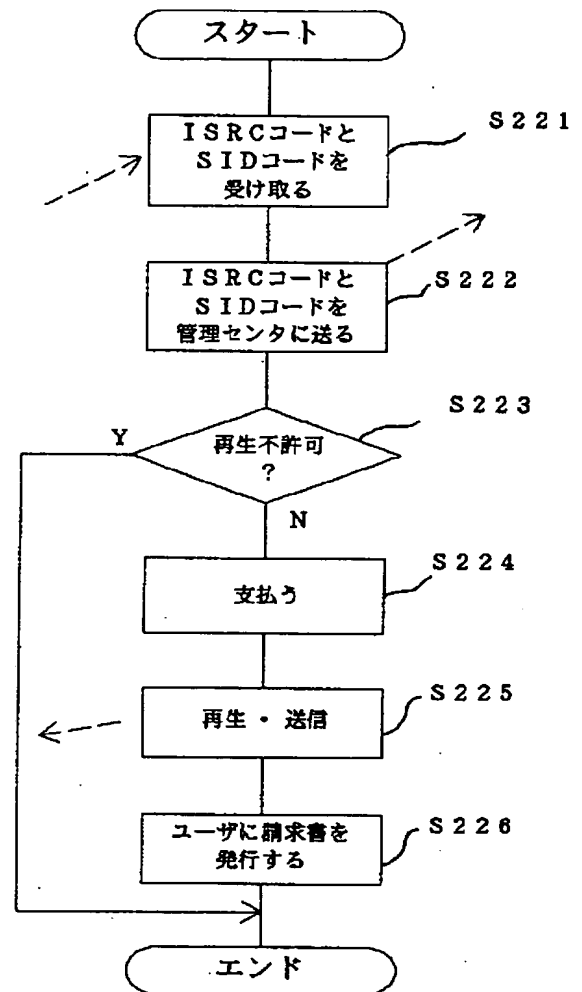 スタート
ISRCコードと
SIDコードを
受け取る
S221
ISRCコードと
SIDコードを
管理センタに送る
S222
再生不許可
?
S223
Y
N
支払う
S224
再生・送信
S225
ユーザに請求書を
発行する
S226
エンド